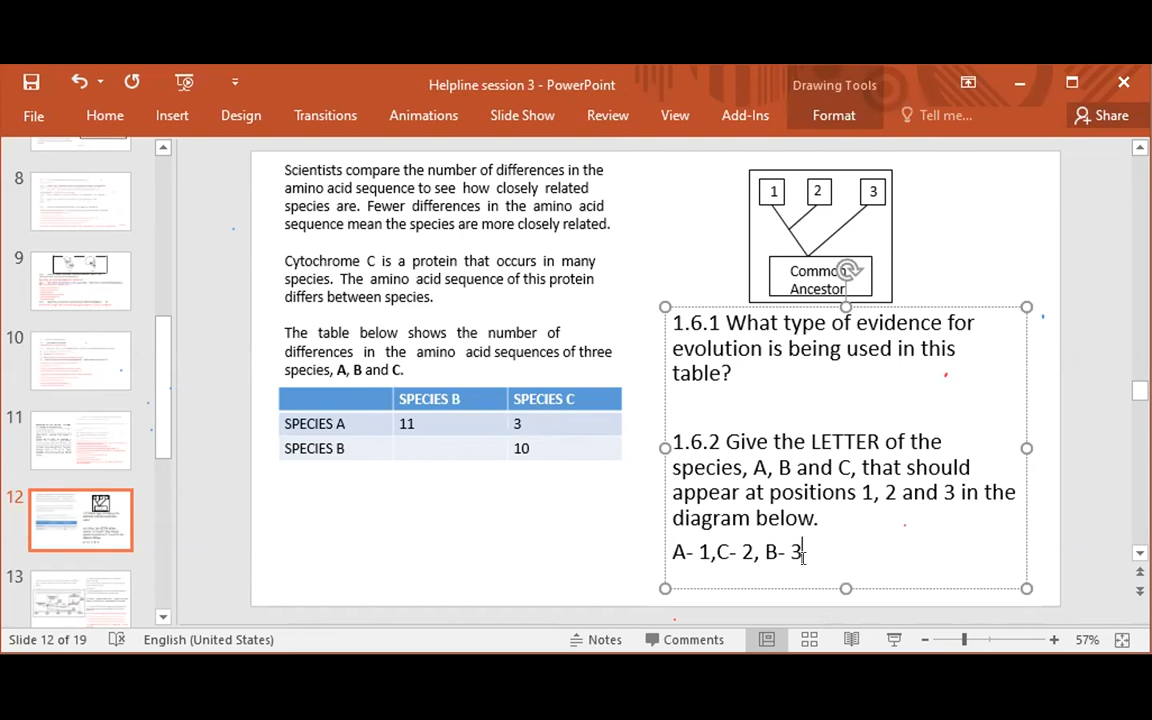 Helpline session 3 - PowerPoint
Drawing Tools
File
Home
Insert
Design
Transitions
Animations
Slide Show
Review
View
Add-Ins
Format
Tell me...
Share
8
9
10
11
12
13
Scientists compare the number of differences in the
amino acid sequence to see how closely related
species are. Fewer differences in the amino acid
sequence mean the species are more closely related.
Cytochrome C is a protein that occurs in many
species. The amino acid sequence of this protein
differs between species.
The table below shows the number of
differences in the amino acid sequences of three
species, A, B and C.
SPECIES B SPECIES C
SPECIES A 11 3
SPECIES B 10
1 2 3
Common
Ancestor
1.6.1 What type of evidence for
evolution is being used in this
table?
1.6.2 Give the LETTER of the
species, A, B and C, that should
appear at positions 1, 2 and 3 in the
diagram below.
A- 1,C- 2, B- 3
Slide 12 of 19
English (United States)
Notes
Comments
57%